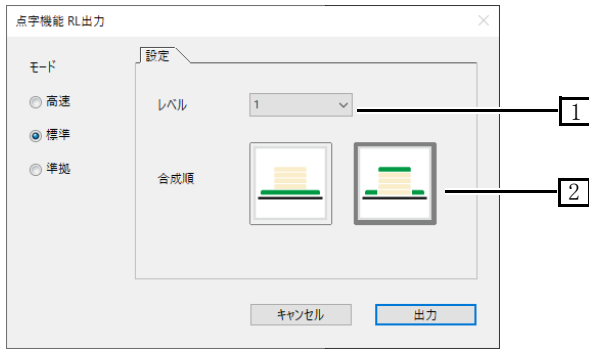 点字機能 RL出力
モード
高速
標準
準拠
設定
レベル
1
合成順
キャンセル
出力
1
2